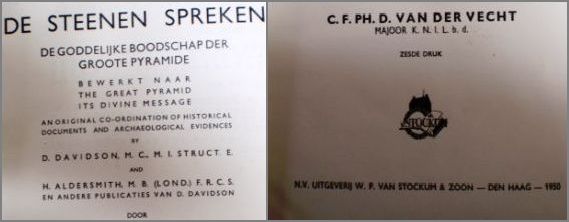 DE STEENEN SPREKEN
DE GODDELIJKE BOODSCHAP DER
GROOTE PYRAMIDE
BEWERKT NAAR
THE GREAT PYRAMID
ITS DIVINE MESSAGE
AN ORIGINAL CO-ORDINATION OF HISTORICAL
DOCUMENTS AND ARCHAEOLOGICAL EVIDENCES
BY
D. DAVIDSON, M. C., M. I. STRUCT. E.
AND
H. ALDERSMITH, M. B. (LOND.) F. R. C. S.
EN ANDERE PUBLICATIES VAN D. DAVIDSON
DOOR
C. F. PH. D. VAN DER VECHT
MAJOOR K. N. I. L. b. d.
ZESDE DRUK
STOCKUM
N.V. UITGEVERIJ W. P. VAN STOCKUM & ZOON — DEN HAAG — 1950